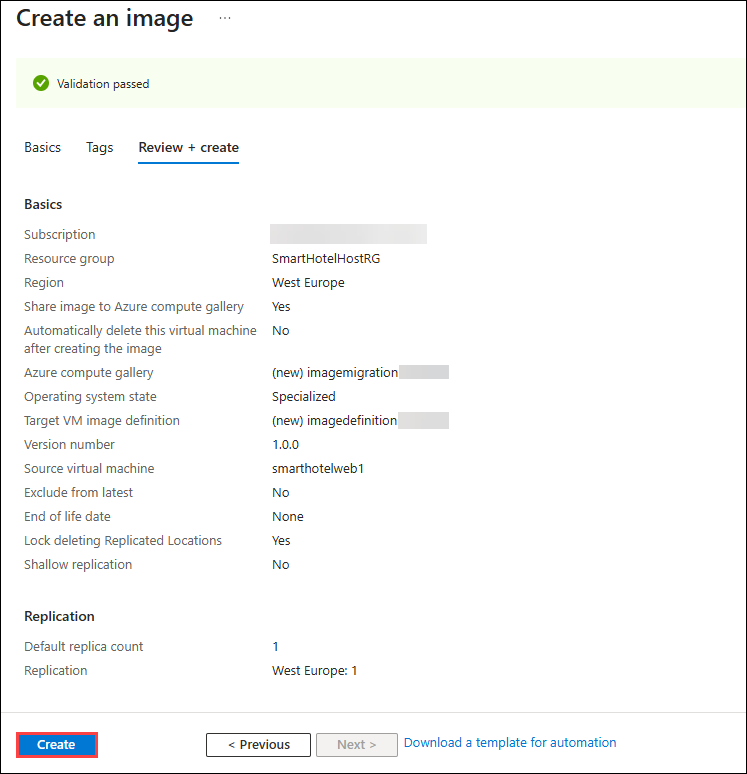 Create an image ...
Validation passed
Basics Tags Review + create
Basics
Subscription
Resource group SmartHotelHostRG
Region West Europe
Share image to Azure compute gallery Yes
Automatically delete this virtual machine No
after creating the image
Azure compute gallery (new) imagemigration
Operating system state Specialized
Target VM image definition (new) imagedefinition
Version number 1.0.0
Source virtual machine smarthotelweb1
Exclude from latest No
End of life date None
Lock deleting Replicated Locations Yes
Shallow replication No
Replication
Default replica count 1
Replication West Europe: 1
Create < Previous Next > Download a template for automation